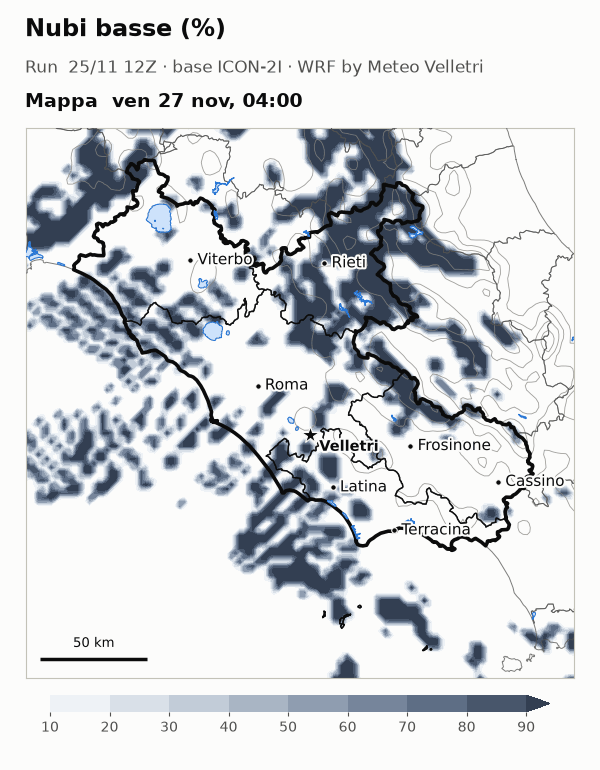 Nubi basse (%)
Run  25/11 12Z · base ICON-2I · WRF by Meteo Velletri
Mappa  ven 27 nov, 04:00
Viterbo
Rieti
Roma
Velletri
Frosinone
Cassino
Latina
Terracina
50 km
10 20 30 40 50 60 70 80 90